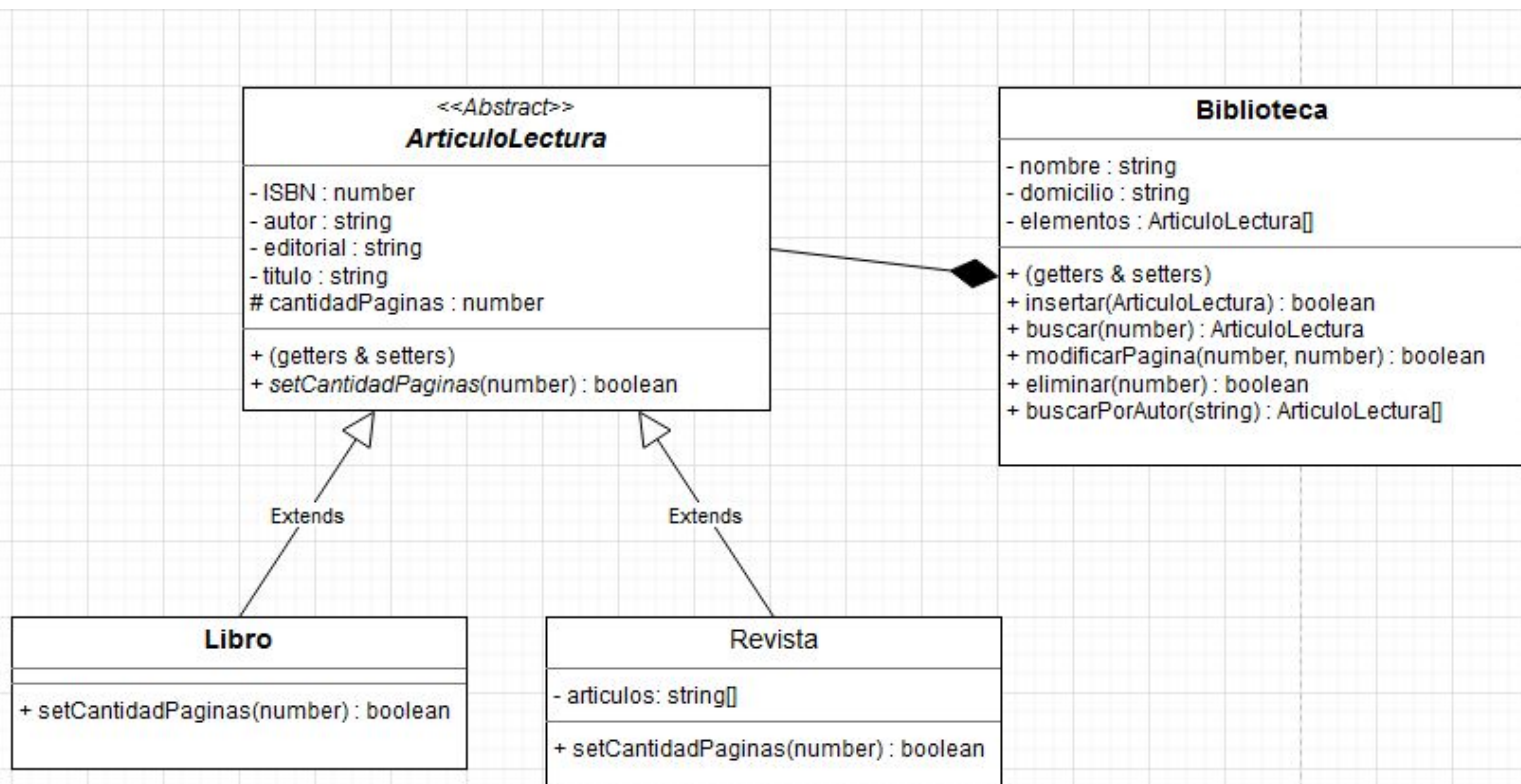 <<Abstract>>
ArticuloLectura
- ISBN : number
- autor : string
- editorial : string
- titulo : string
# cantidadPaginas : number
+ (getters & setters)
+ setCantidadPaginas(number) : boolean
Biblioteca
- nombre : string
- domicilio : string
- elementos : ArticuloLectura[]
+ (getters & setters)
+ insertar(ArticuloLectura) : boolean
+ buscar(number) : ArticuloLectura
+ modificarPagina(number, number) : boolean
+ eliminar(number) : boolean
+ buscarPorAutor(string) : ArticuloLectura[]
Extends
Extends
Libro
+ setCantidadPaginas(number) : boolean
Revista
- articulos: string[]
+ setCantidadPaginas(number) : boolean